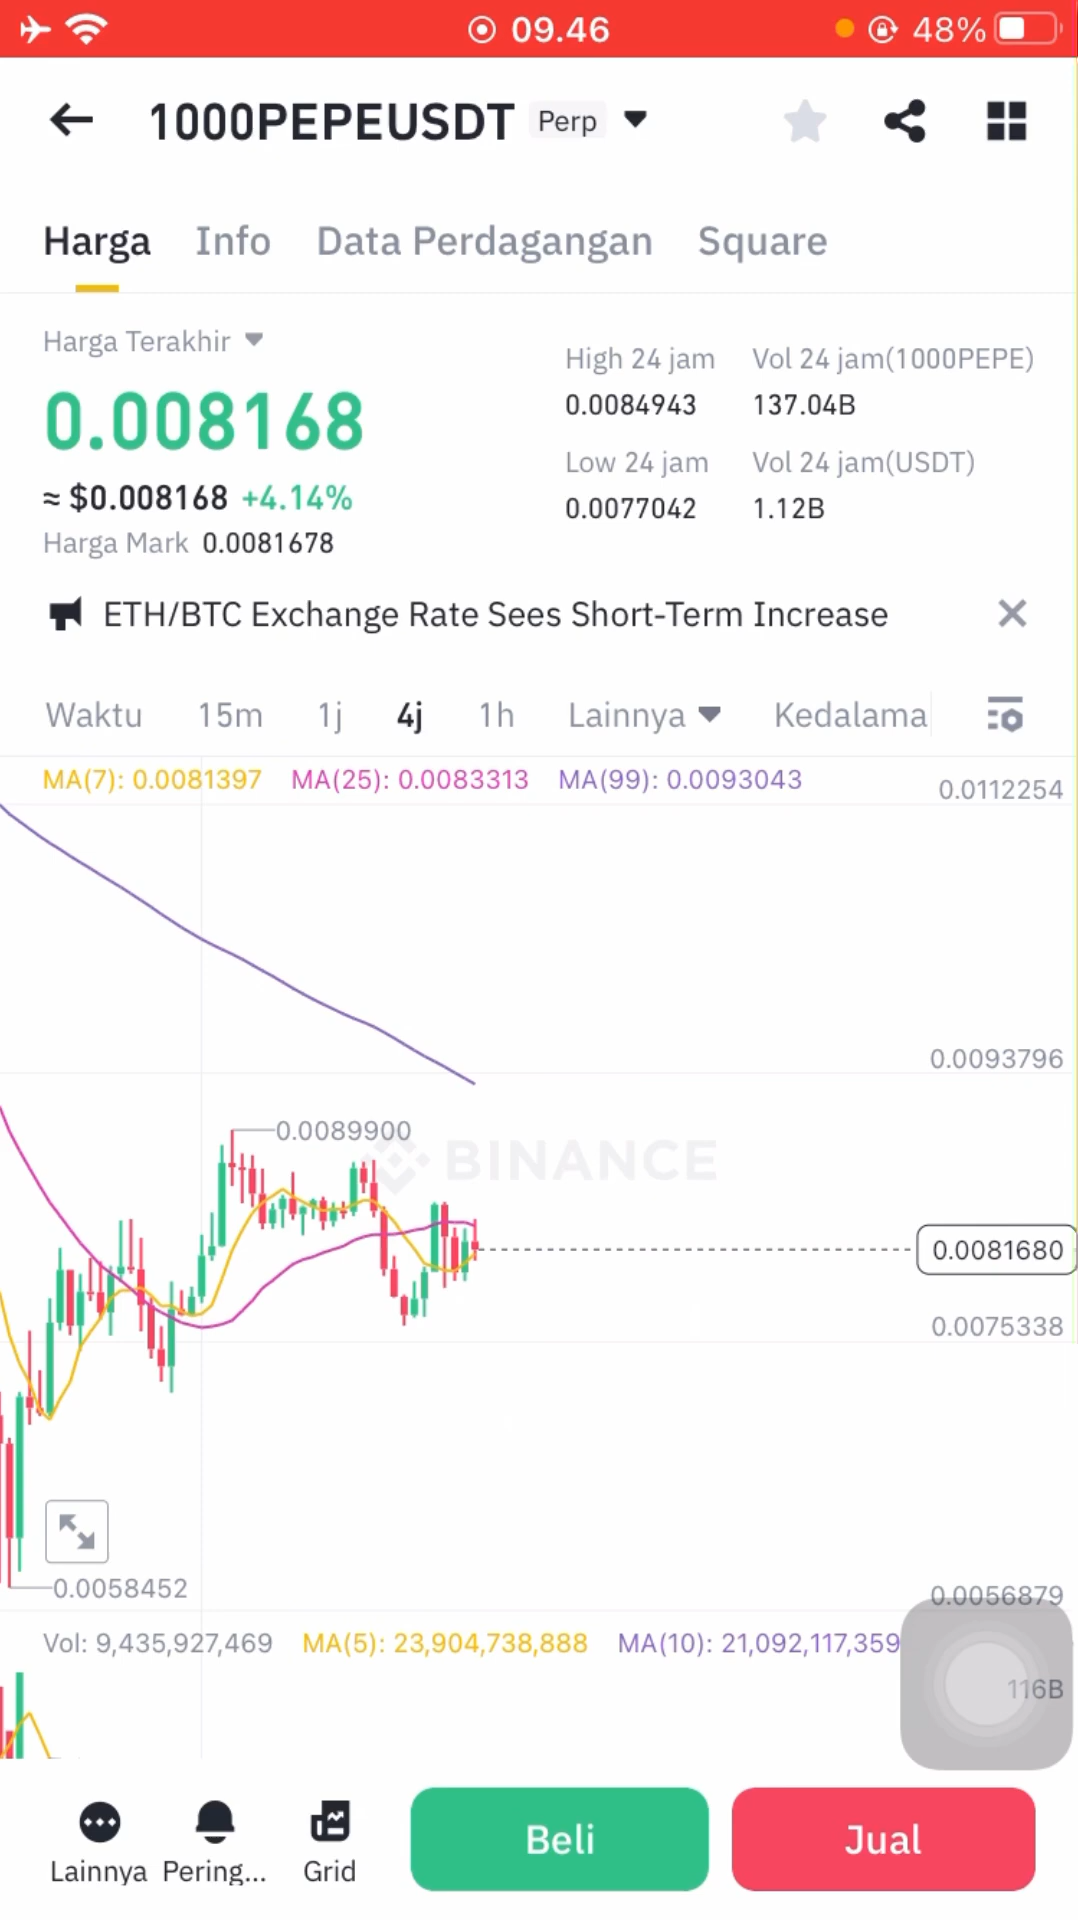 09.46 48%
1000PEPEUSDT Perp
Harga Info Data Perdagangan Square
Harga Terakhir
0.008168
≈ $0.008168 +4.14%
Harga Mark 0.0081678
High 24 jam Vol 24 jam(1000PEPE)
0.0084943 137.04B
Low 24 jam Vol 24 jam(USDT)
0.0077042 1.12B
ETH/BTC Exchange Rate Sees Short-Term Increase
Waktu 15m 1j 4j 1h Lainnya Kedalama
MA(7): 0.0081397 MA(25): 0.0083313 MA(99): 0.0093043
0.0112254
0.0093796
0.0089900
BINANCE
0.0081680
0.0075338
0.0058452
0.0056879
Vol: 9,435,927,469 MA(5): 23,904,738,888 MA(10): 21,092,117,359
116B
Lainnya Pering... Grid Beli Jual